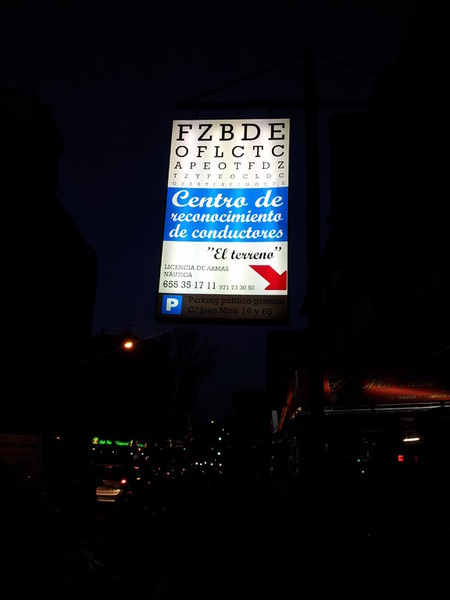 FZBDE
OFLCTC
APEOTFDZ
TZYFEOCLDC
Centro de
reconocimiento
de conductores
"El terreno"
LICENCIA DE ARMAS
NÁUTICA
655 35 17 11 971 73 30 50
P Parking público gratuito
C/ Joan Miró, 16 y 65